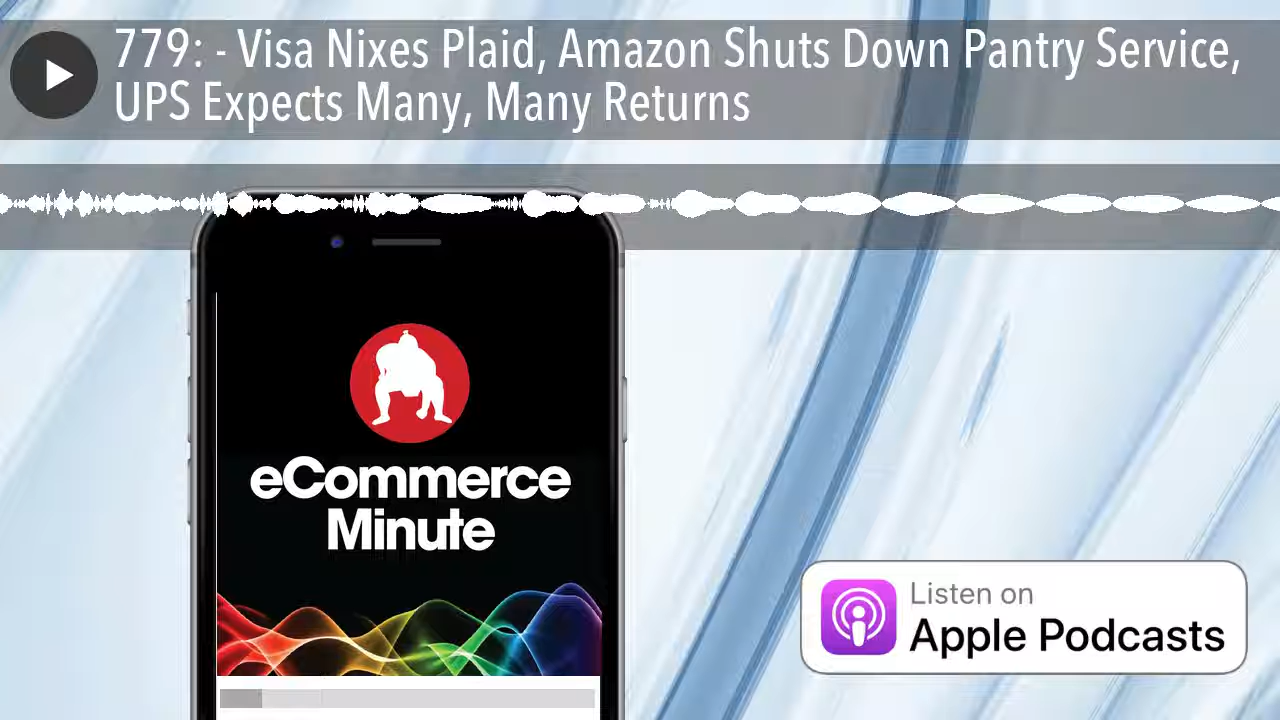 779: - Visa Nixes Plaid, Amazon Shuts Down Pantry Service,
UPS Expects Many, Many Returns
eCommerce
Minute
Listen on
Apple Podcasts